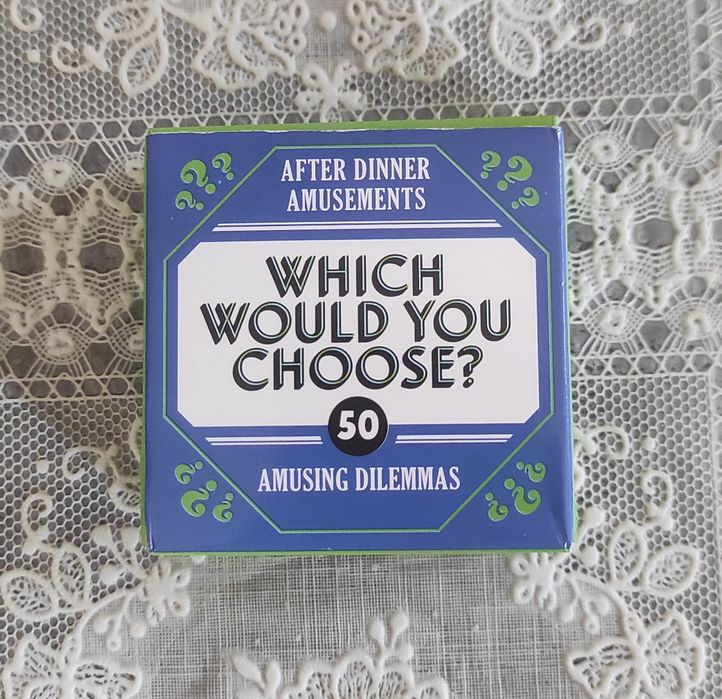 ? ? ?
? ? ?
AFTER DINNER
AMUSEMENTS
WHICH
WOULD YOU
CHOOSE?
50
AMUSING DILEMMAS
? ? ?
? ? ?